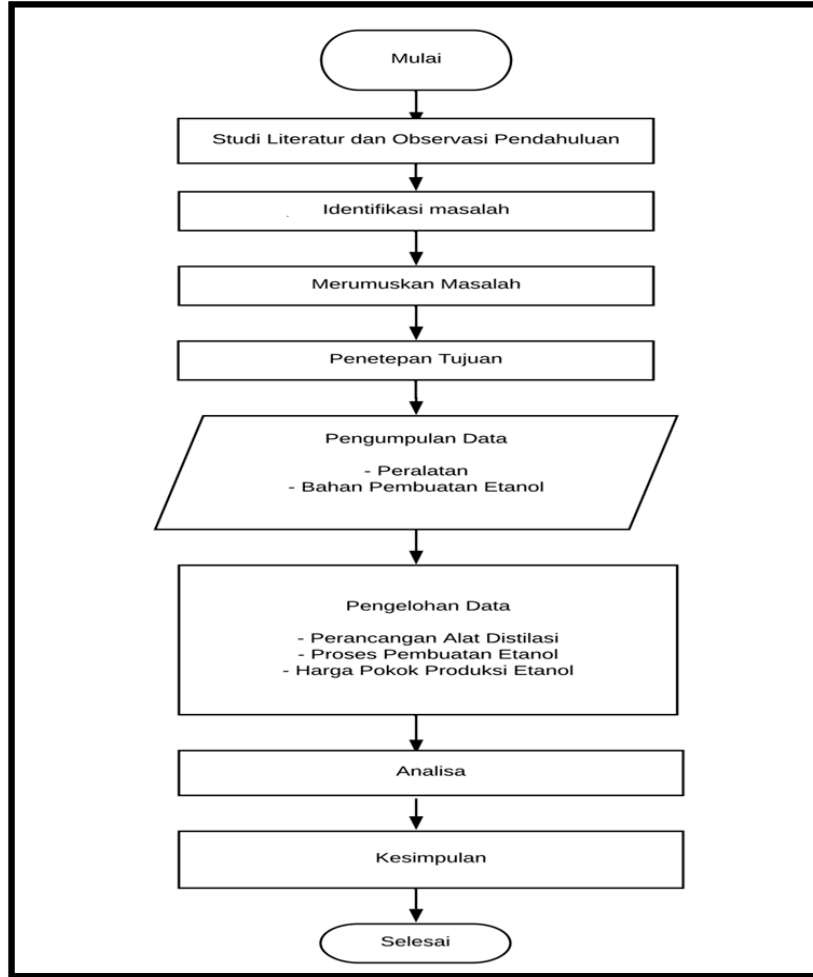 Mulai
Studi Literatur dan Observasi Pendahuluan
Identifikasi masalah
Merumuskan Masalah
Penetepan Tujuan
Pengumpulan Data
- Peralatan
- Bahan Pembuatan Etanol
Pengelohan Data
- Perancangan Alat Distilasi
- Proses Pembuatan Etanol
- Harga Pokok Produksi Etanol
Analisa
Kesimpulan
Selesai